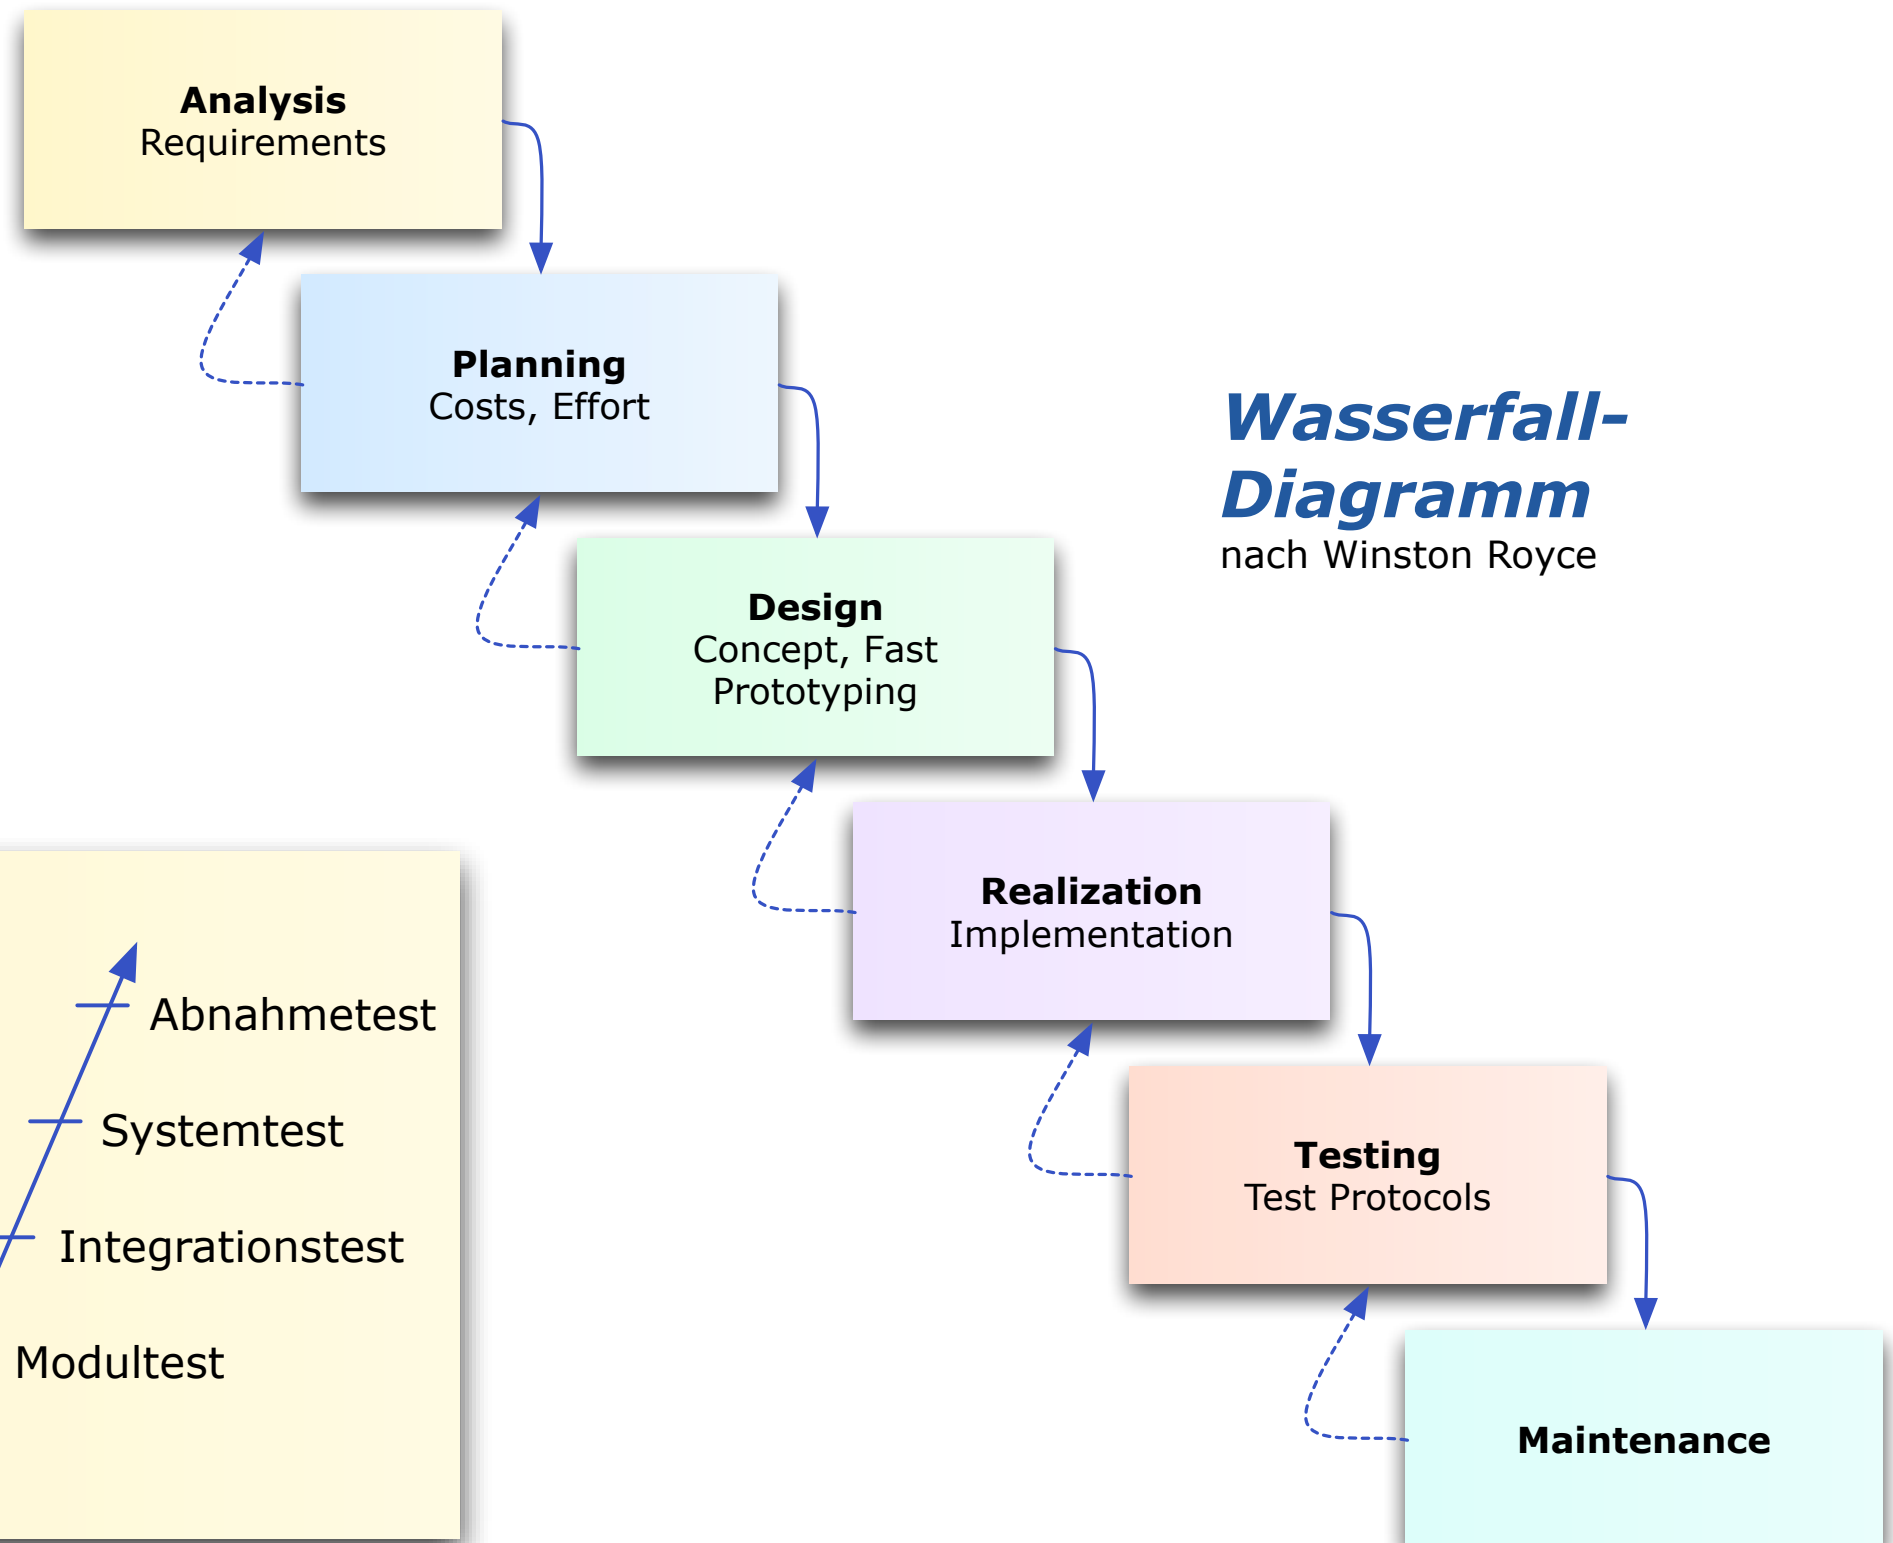 Analysis
Requirements
Planning
Costs, Effort
Wasserfall-
Diagramm
nach Winston Royce
Design
Concept, Fast
Prototyping
Realization
Implementation
Abnahmetest
Systemtest
Integrationstest
Modultest
Testing
Test Protocols
Maintenance